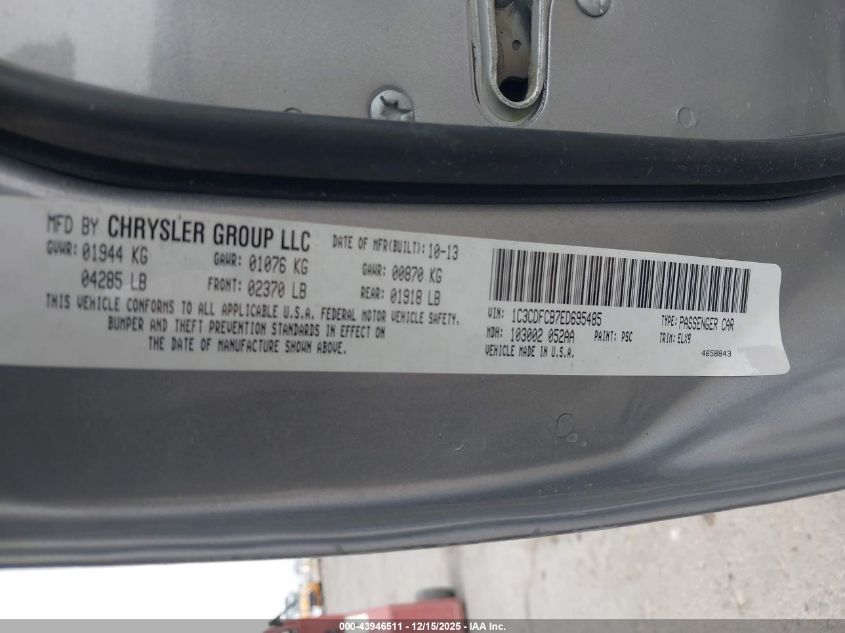 MFD BY CHRYSLER GROUP LLC DATE OF MFR(BUILT): 10-13
GVWR: 01944 KG GAWR: 01076 KG GAWR: 00870 KG
04285 LB FRONT: 02370 LB REAR: 01918 LB
THIS VEHICLE CONFORMS TO ALL APPLICABLE U.S.A. FEDERAL MOTOR VEHICLE SAFETY,
BUMPER AND THEFT PREVENTION STANDARDS IN EFFECT ON
THE DATE OF MANUFACTURE SHOWN ABOVE.
VIN: 1C3CDFCB7ED695485 TYPE: PASSENGER CAR
MDH: 103002 052AA PAINT: PSC TRIM: ELX9
VEHICLE MADE IN U.S.A. 4658843
000-43946511 - 12/15/2025 - IAA Inc.